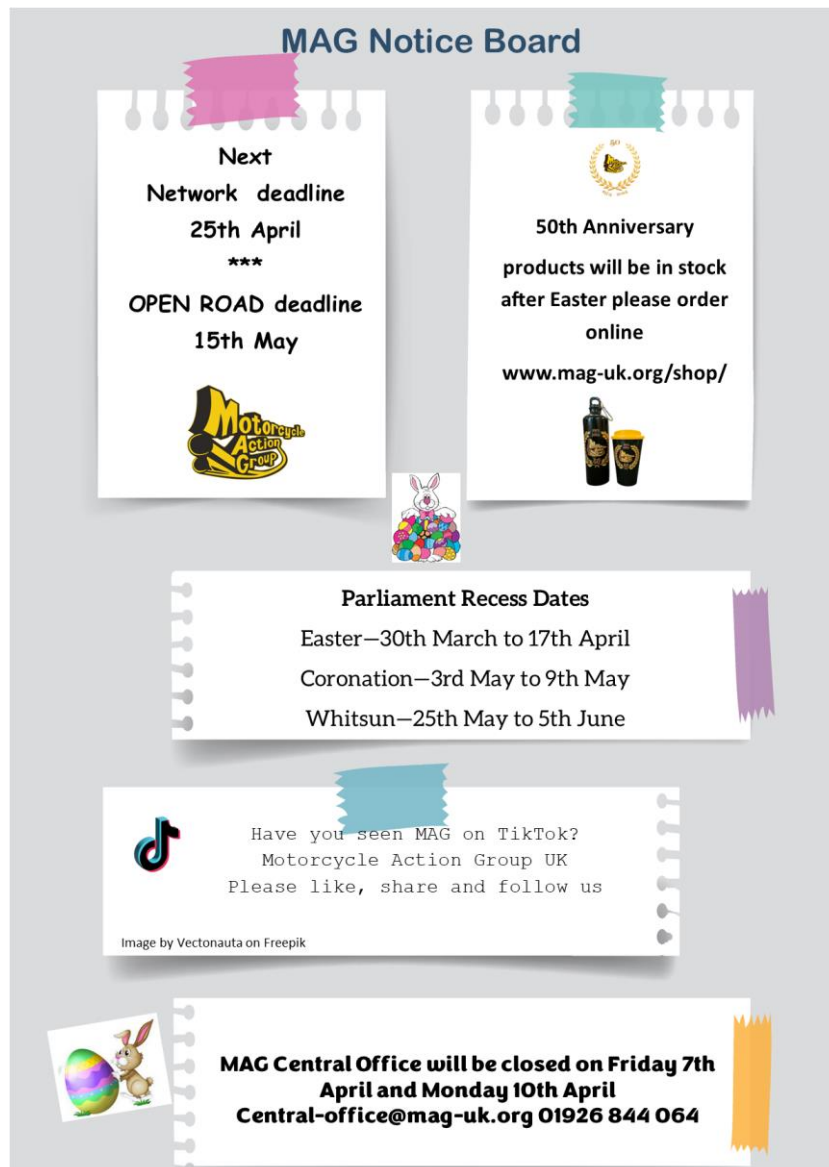 MAG Notice Board
Next
Network deadline
25th April
***
OPEN ROAD deadline
15th May
Motorcycle
Action
Group
50th Anniversary
products will be in stock
after Easter please order
online
www.mag-uk.org/shop/
Parliament Recess Dates
Easter—30th March to 17th April
Coronation—3rd May to 9th May
Whitsun—25th May to 5th June
Have you seen MAG on TikTok?
Motorcycle Action Group UK
Please like, share and follow us
Image by Vectonauta on Freepik
MAG Central Office will be closed on Friday 7th
April and Monday 10th April
Central-office@mag-uk.org 01926 844 064